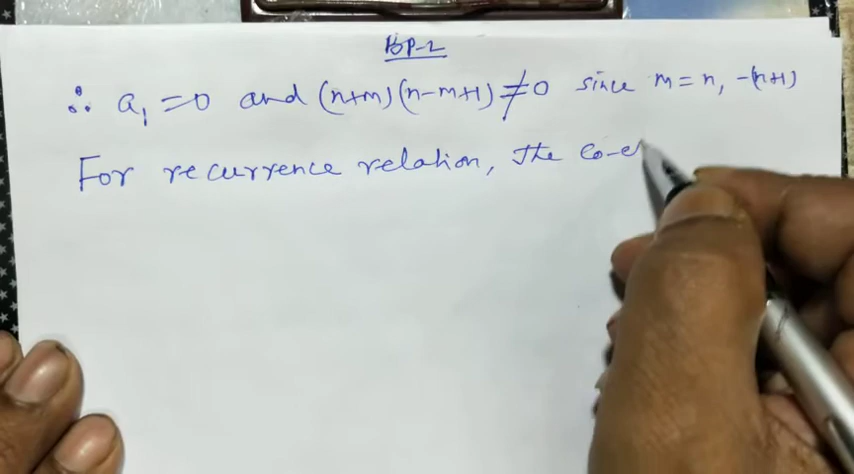 BP-2
∴ a₁ = 0 and (n+m)(n-m+1) ≠ 0 since m = n, -(n+1)
For recurrence relation, the co-e